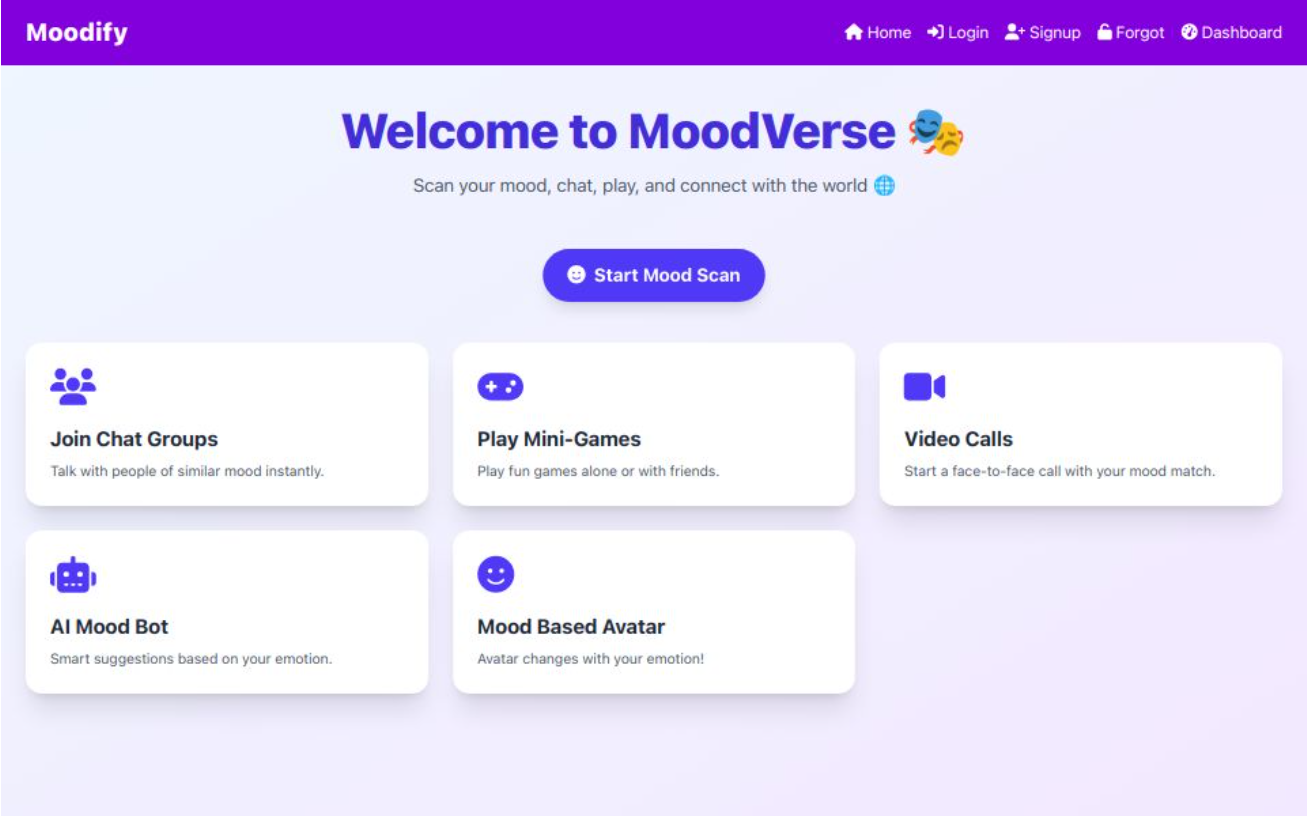 Moodify
Home Login Signup Forgot Dashboard
Welcome to MoodVerse 🎭
Scan your mood, chat, play, and connect with the world 🌐
Start Mood Scan
Join Chat Groups
Talk with people of similar mood instantly.
Play Mini-Games
Play fun games alone or with friends.
Video Calls
Start a face-to-face call with your mood match.
AI Mood Bot
Smart suggestions based on your emotion.
Mood Based Avatar
Avatar changes with your emotion!